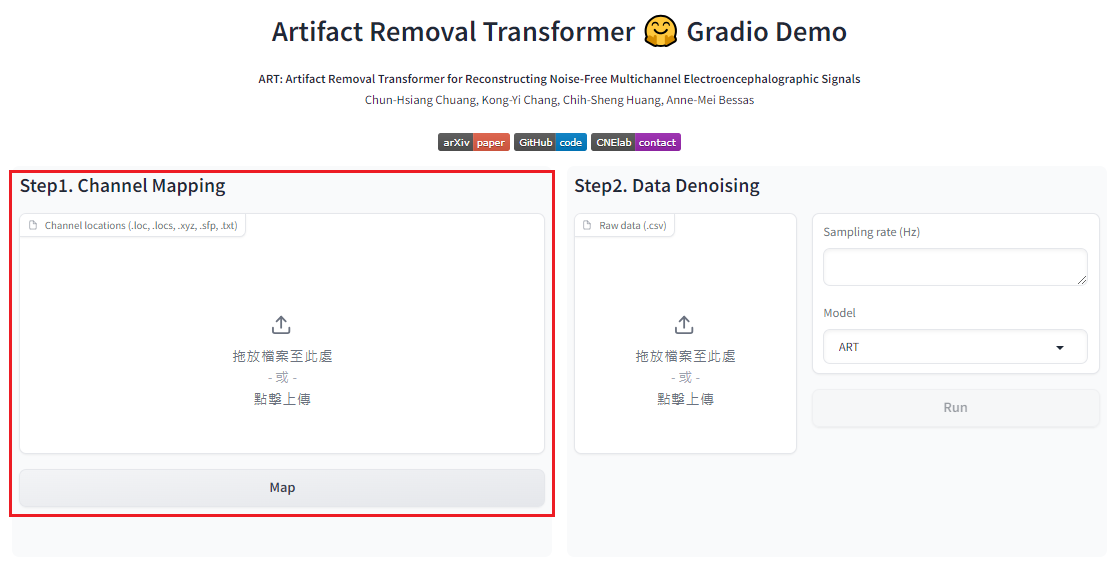 Artifact Removal Transformer 🤗 Gradio Demo
ART: Artifact Removal Transformer for Reconstructing Noise-Free Multichannel Electroencephalographic Signals
Chun-Hsiang Chuang, Kong-Yi Chang, Chih-Sheng Huang, Anne-Mei Bessas
arXiv paper GitHub code CNElab contact
Step1. Channel Mapping
Channel locations (.loc, .locs, .xyz, .sfp, .txt)
拖放檔案至此處
- 或 -
點擊上傳
Map
Step2. Data Denoising
Raw data (.csv)
拖放檔案至此處
- 或 -
點擊上傳
Sampling rate (Hz)
Model
ART
Run